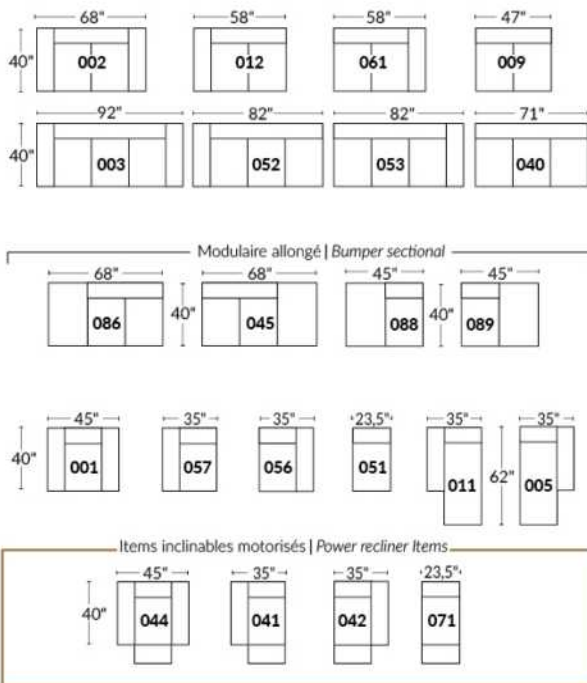 68" 58" 58" 47"
40" 002 012 061 009
92" 82" 82" 71"
40" 003 052 053 040
Modulaire allongé | Bumper sectional
68" 68" 45" 45"
086 40" 045 088 40" 089
45" 35" 35" 23,5" 35" 35"
40" 001 057 056 051 011 62" 005
Items inclinables motorisés | Power recliner Items
45" 35" 35" 23,5"
40" 044 041 042 071